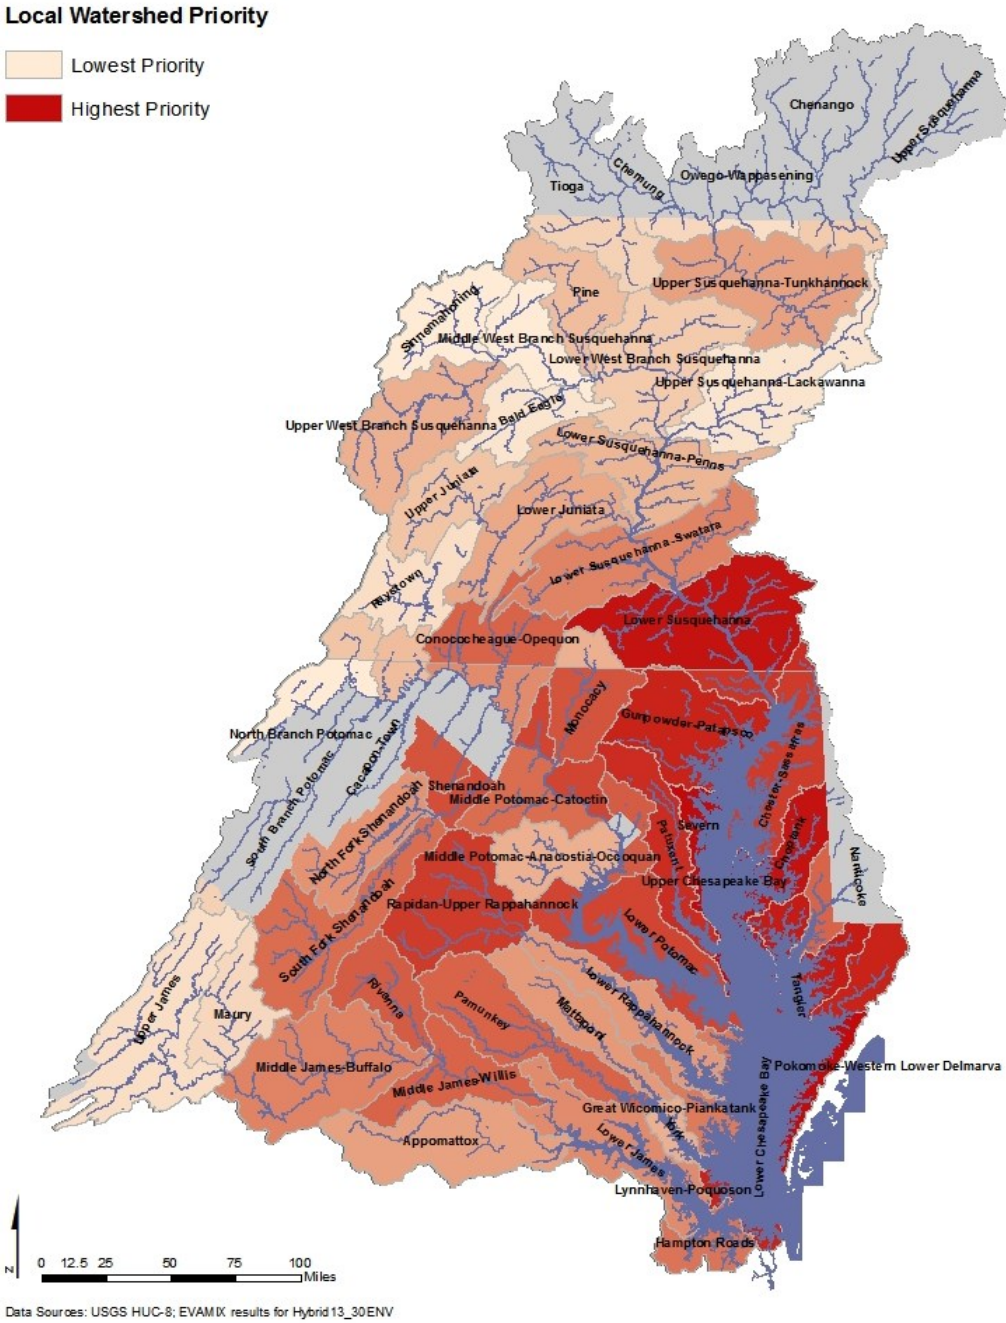 Local Watershed Priority
Lowest Priority
Highest Priority
Chenango
Upper Susquehanna
Owego-Wappasening
Chemung
Tioga
Upper Susquehanna-Tunkhannock
Pine
Sinnemahoning
Middle West Branch Susquehanna
Lower West Branch Susquehanna
Upper Susquehanna-Lackawanna
Bald Eagle
Upper West Branch Susquehanna
Lower Susquehanna-Penns
Upper Juniata
Lower Juniata
Lower Susquehanna-Swatara
Raystown
Lower Susquehanna
Conococheague-Opequon
Monocacy
Gunpowder-Patapsco
North Branch Potomac
Cacapon-Town
South Branch Potomac
Chester-Sassafras
Shenandoah
Middle Potomac-Catoctin
North Fork Shenandoah
Severn
Patuxent
Choptank
Nanticoke
Middle Potomac-Anacostia-Occoquan
Upper Chesapeake Bay
Rapidan-Upper Rappahannock
South Fork Shenandoah
Lower Potomac
Tangier
Upper James
Maury
Rivanna
Pamunkey
Mattaponi
Lower Rappahannock
Middle James-Buffalo
Middle James-Willis
Pokomoke-Western Lower Delmarva
Lower Chesapeake Bay
Great Wicomico-Piankatank
York
Appomattox
Lower James
Lynnhaven-Poquoson
Hampton Roads
N
0 12.5 25 50 75 100
Miles
Data Sources: USGS HUC-8; EVAMIX results for Hybrid13_30ENV